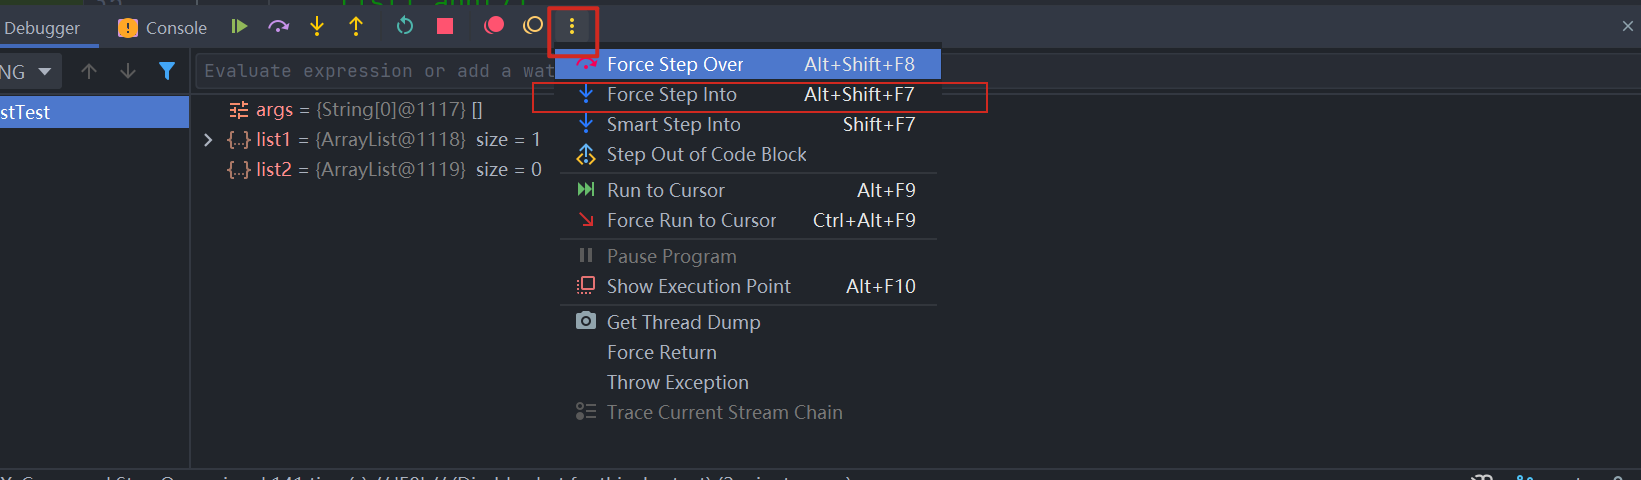 Debugger
Console
NG
Evaluate expression or add a wat
stTest
args = {String[0]@1117} []
list1 = {ArrayList@1118} size = 1
list2 = {ArrayList@1119} size = 0
Force Step Over Alt+Shift+F8
Force Step Into Alt+Shift+F7
Smart Step Into Shift+F7
Step Out of Code Block
Run to Cursor Alt+F9
Force Run to Cursor Ctrl+Alt+F9
Pause Program
Show Execution Point Alt+F10
Get Thread Dump
Force Return
Throw Exception
Trace Current Stream Chain